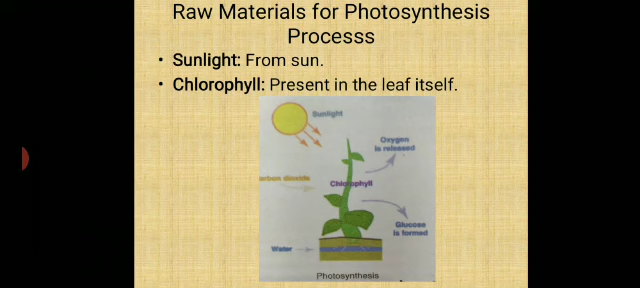 Raw Materials for Photosynthesis
Processs
• Sunlight: From sun.
• Chlorophyll: Present in the leaf itself.
Sunlight
Oxygen
is released
arbon dioxide
Chlorophyll
Glucose
is formed
Water
Photosynthesis